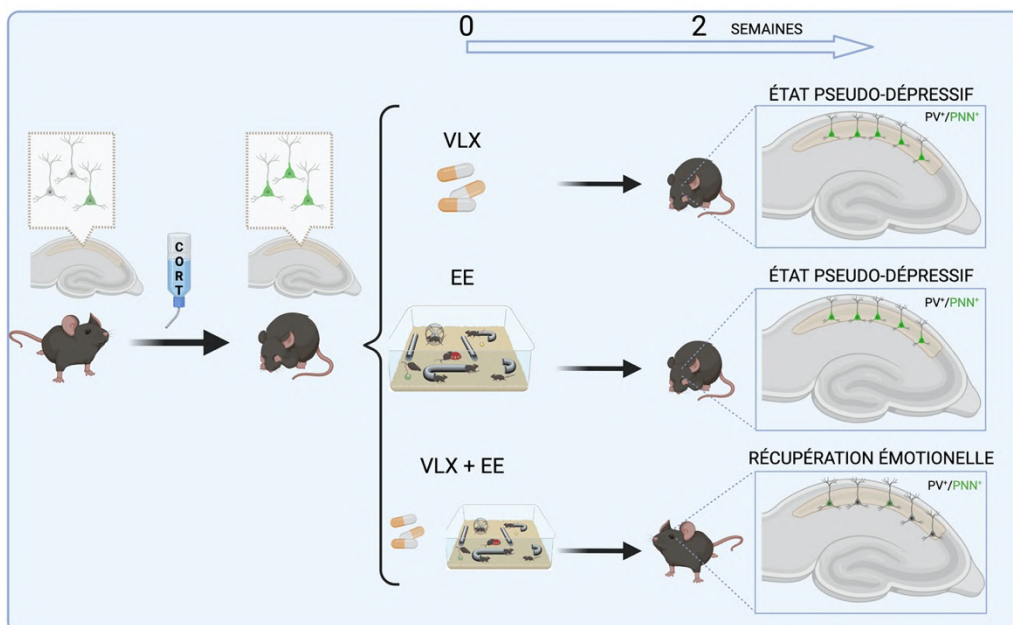 0
2 SEMAINES
CORT
VLX
ÉTAT PSEUDO-DÉPRESSIF
PV⁺/PNN⁺
EE
ÉTAT PSEUDO-DÉPRESSIF
PV⁺/PNN⁺
VLX + EE
RÉCUPÉRATION ÉMOTIONELLE
PV⁺/PNN⁺